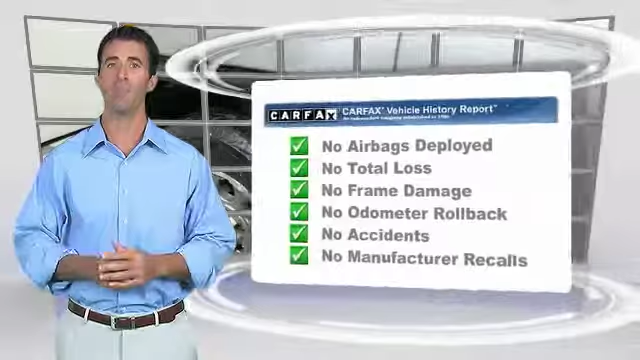 CARFAX CARFAX Vehicle History Report™
No Airbags Deployed
No Total Loss
No Frame Damage
No Odometer Rollback
No Accidents
No Manufacturer Recalls